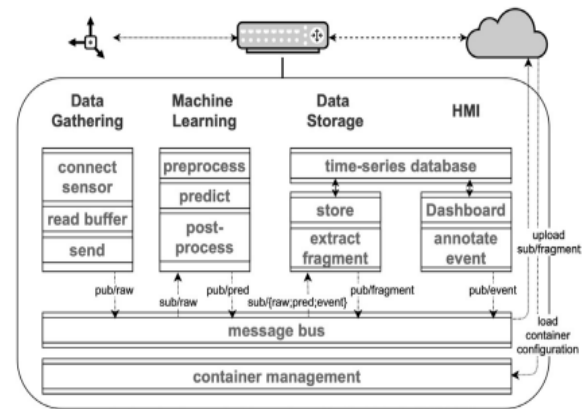 Data
Gathering
Machine
Learning
Data
Storage
HMI
connect
sensor
read buffer
send
preprocess
predict
post-
process
time-series database
store
extract
fragment
Dashboard
annotate
event
upload
sub/fragment
pub/raw
sub/raw
pub/pred
sub/{raw;pred;event}
pub/fragment
pub/event
message bus
load
container
configuration
container management